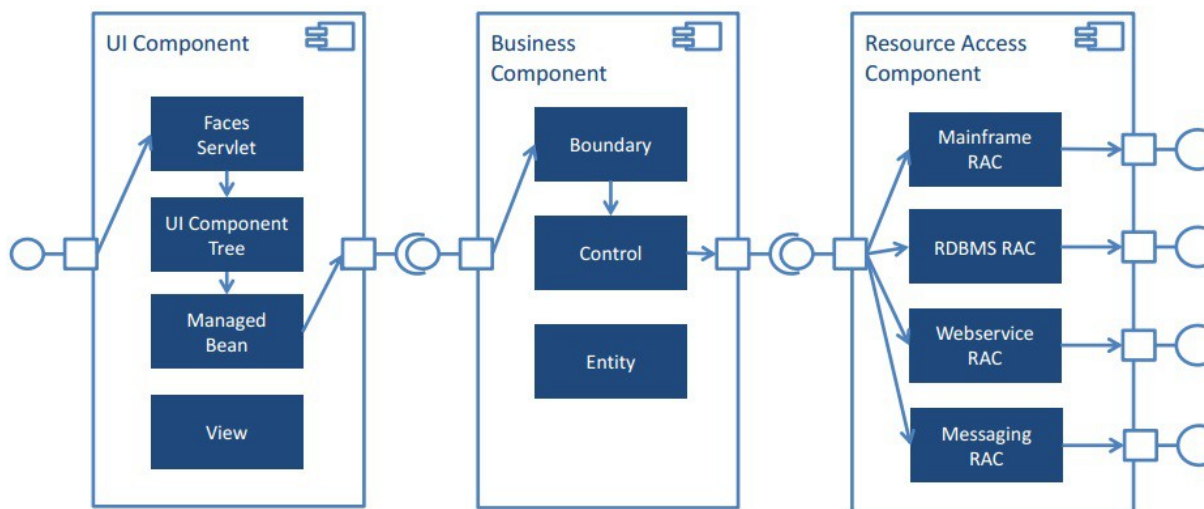 UI Component
Faces
Servlet
UI Component
Tree
Managed
Bean
View
Business
Component
Boundary
Control
Entity
Resource Access
Component
Mainframe
RAC
RDBMS RAC
Webservice
RAC
Messaging
RAC